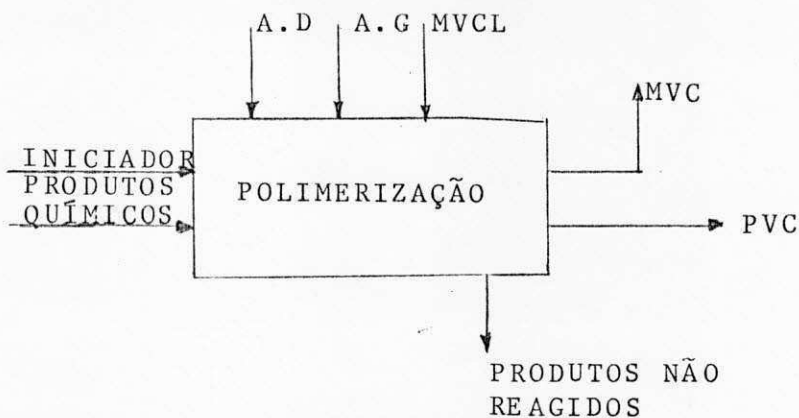 A.D A.G MVCL
MVC
INICIADOR
PRODUTOS
QUÍMICOS
POLIMERIZAÇÃO
PVC
PRODUTOS NÃO
REAGIDOS